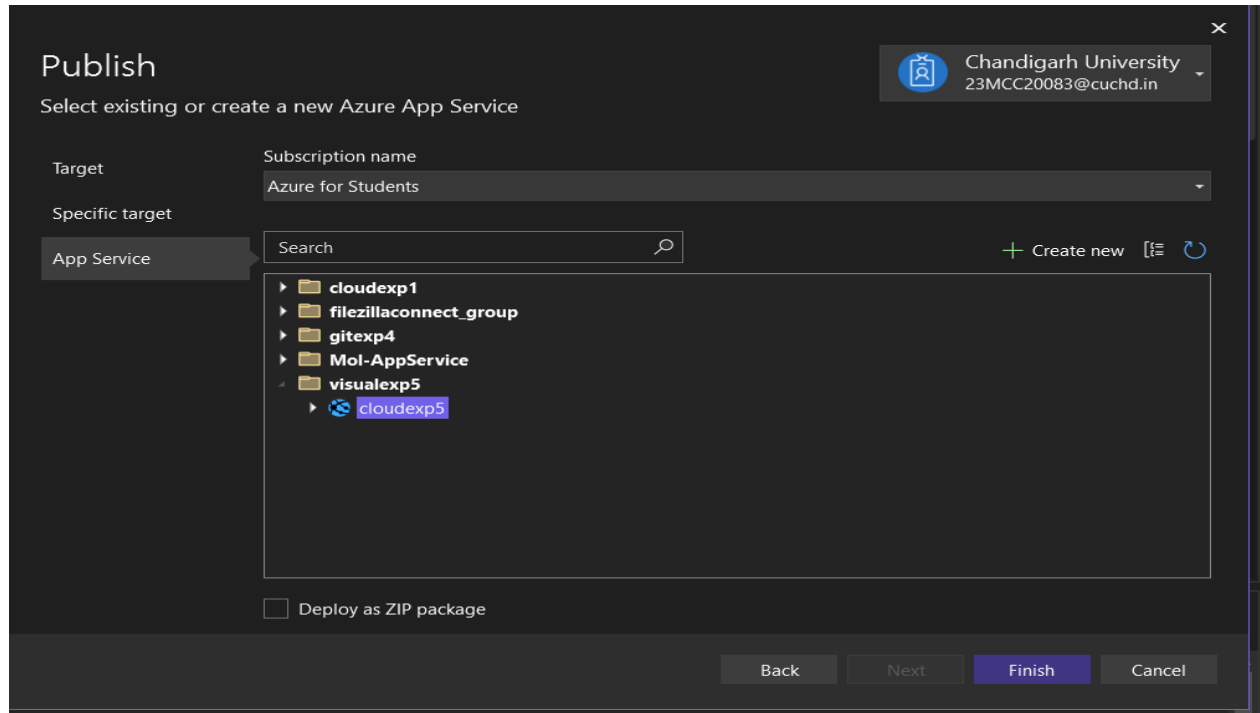 Publish
Select existing or create a new Azure App Service
Chandigarh University
23MCC20083@cuchd.in
Target
Specific target
App Service
Subscription name
Azure for Students
Search
Create new
cloudexp1
filezillaconnect_group
gitexp4
Mol-AppService
visualexp5
cloudexp5
Deploy as ZIP package
Back
Next
Finish
Cancel